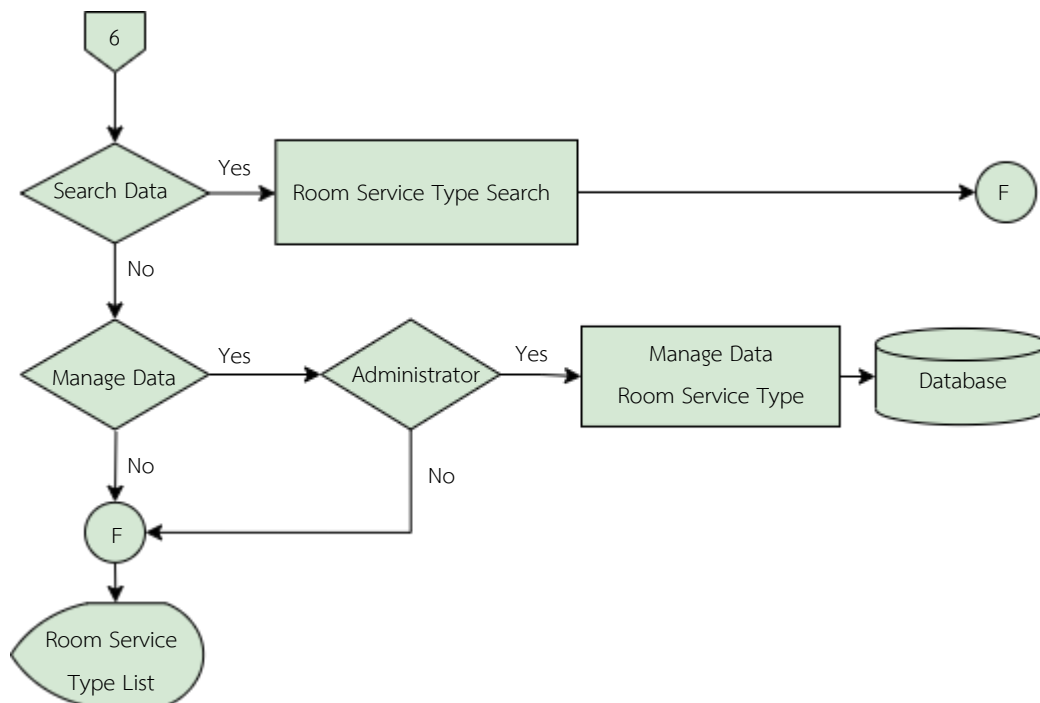 6
Yes
Search Data
Room Service Type Search
F
No
Yes
Yes
Manage Data
Administrator
Manage Data
Room Service Type
Database
No
No
F
Room Service
Type List